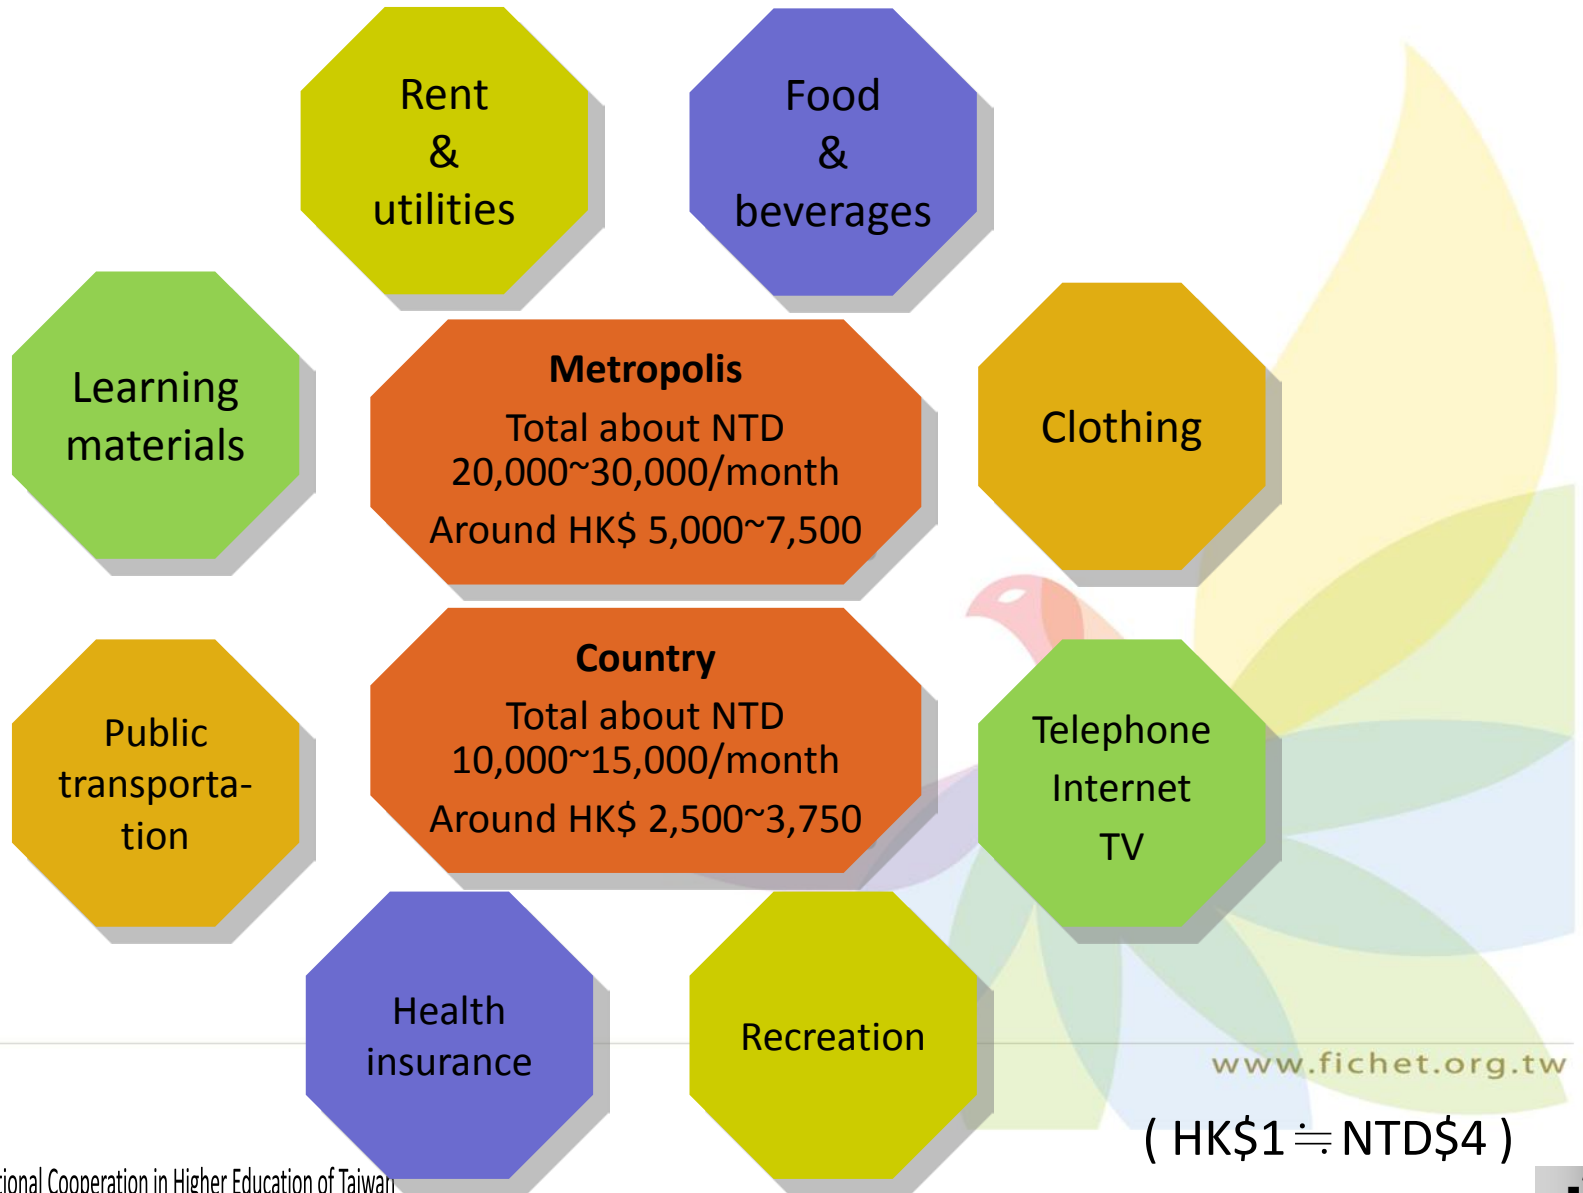 Rent
&
utilities
Food
&
beverages
Learning
materials
Metropolis
Total about NTD
20,000~30,000/month
Around HK$ 5,000~7,500
Clothing
Country
Total about NTD
10,000~15,000/month
Around HK$ 2,500~3,750
Public
transporta-
tion
Telephone
Internet
TV
Health
insurance
Recreation
www.fichet.org.tw
( HK$1≒NTD$4 )
Cooperation in Higher Education of Taiwan